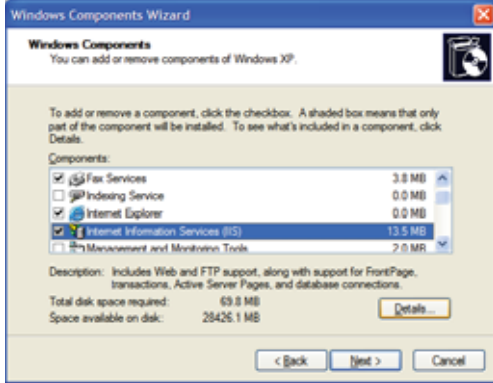 Windows Components Wizard
Windows Components
You can add or remove components of Windows XP.
To add or remove a component, click the checkbox. A shaded box means that only
part of the component will be installed. To see what's included in a component, click
Details.
Components:
Fax Services 3.8 MB
Indexing Service 0.0 MB
Internet Explorer 0.0 MB
Internet Information Services (IIS) 13.5 MB
Management and Monitoring Tools 2.0 MB
Description: Includes Web and FTP support, along with support for FrontPage,
transactions, Active Server Pages, and database connections.
Total disk space required: 69.8 MB
Space available on disk: 28426.1 MB
Details...
< Back
Next >
Cancel